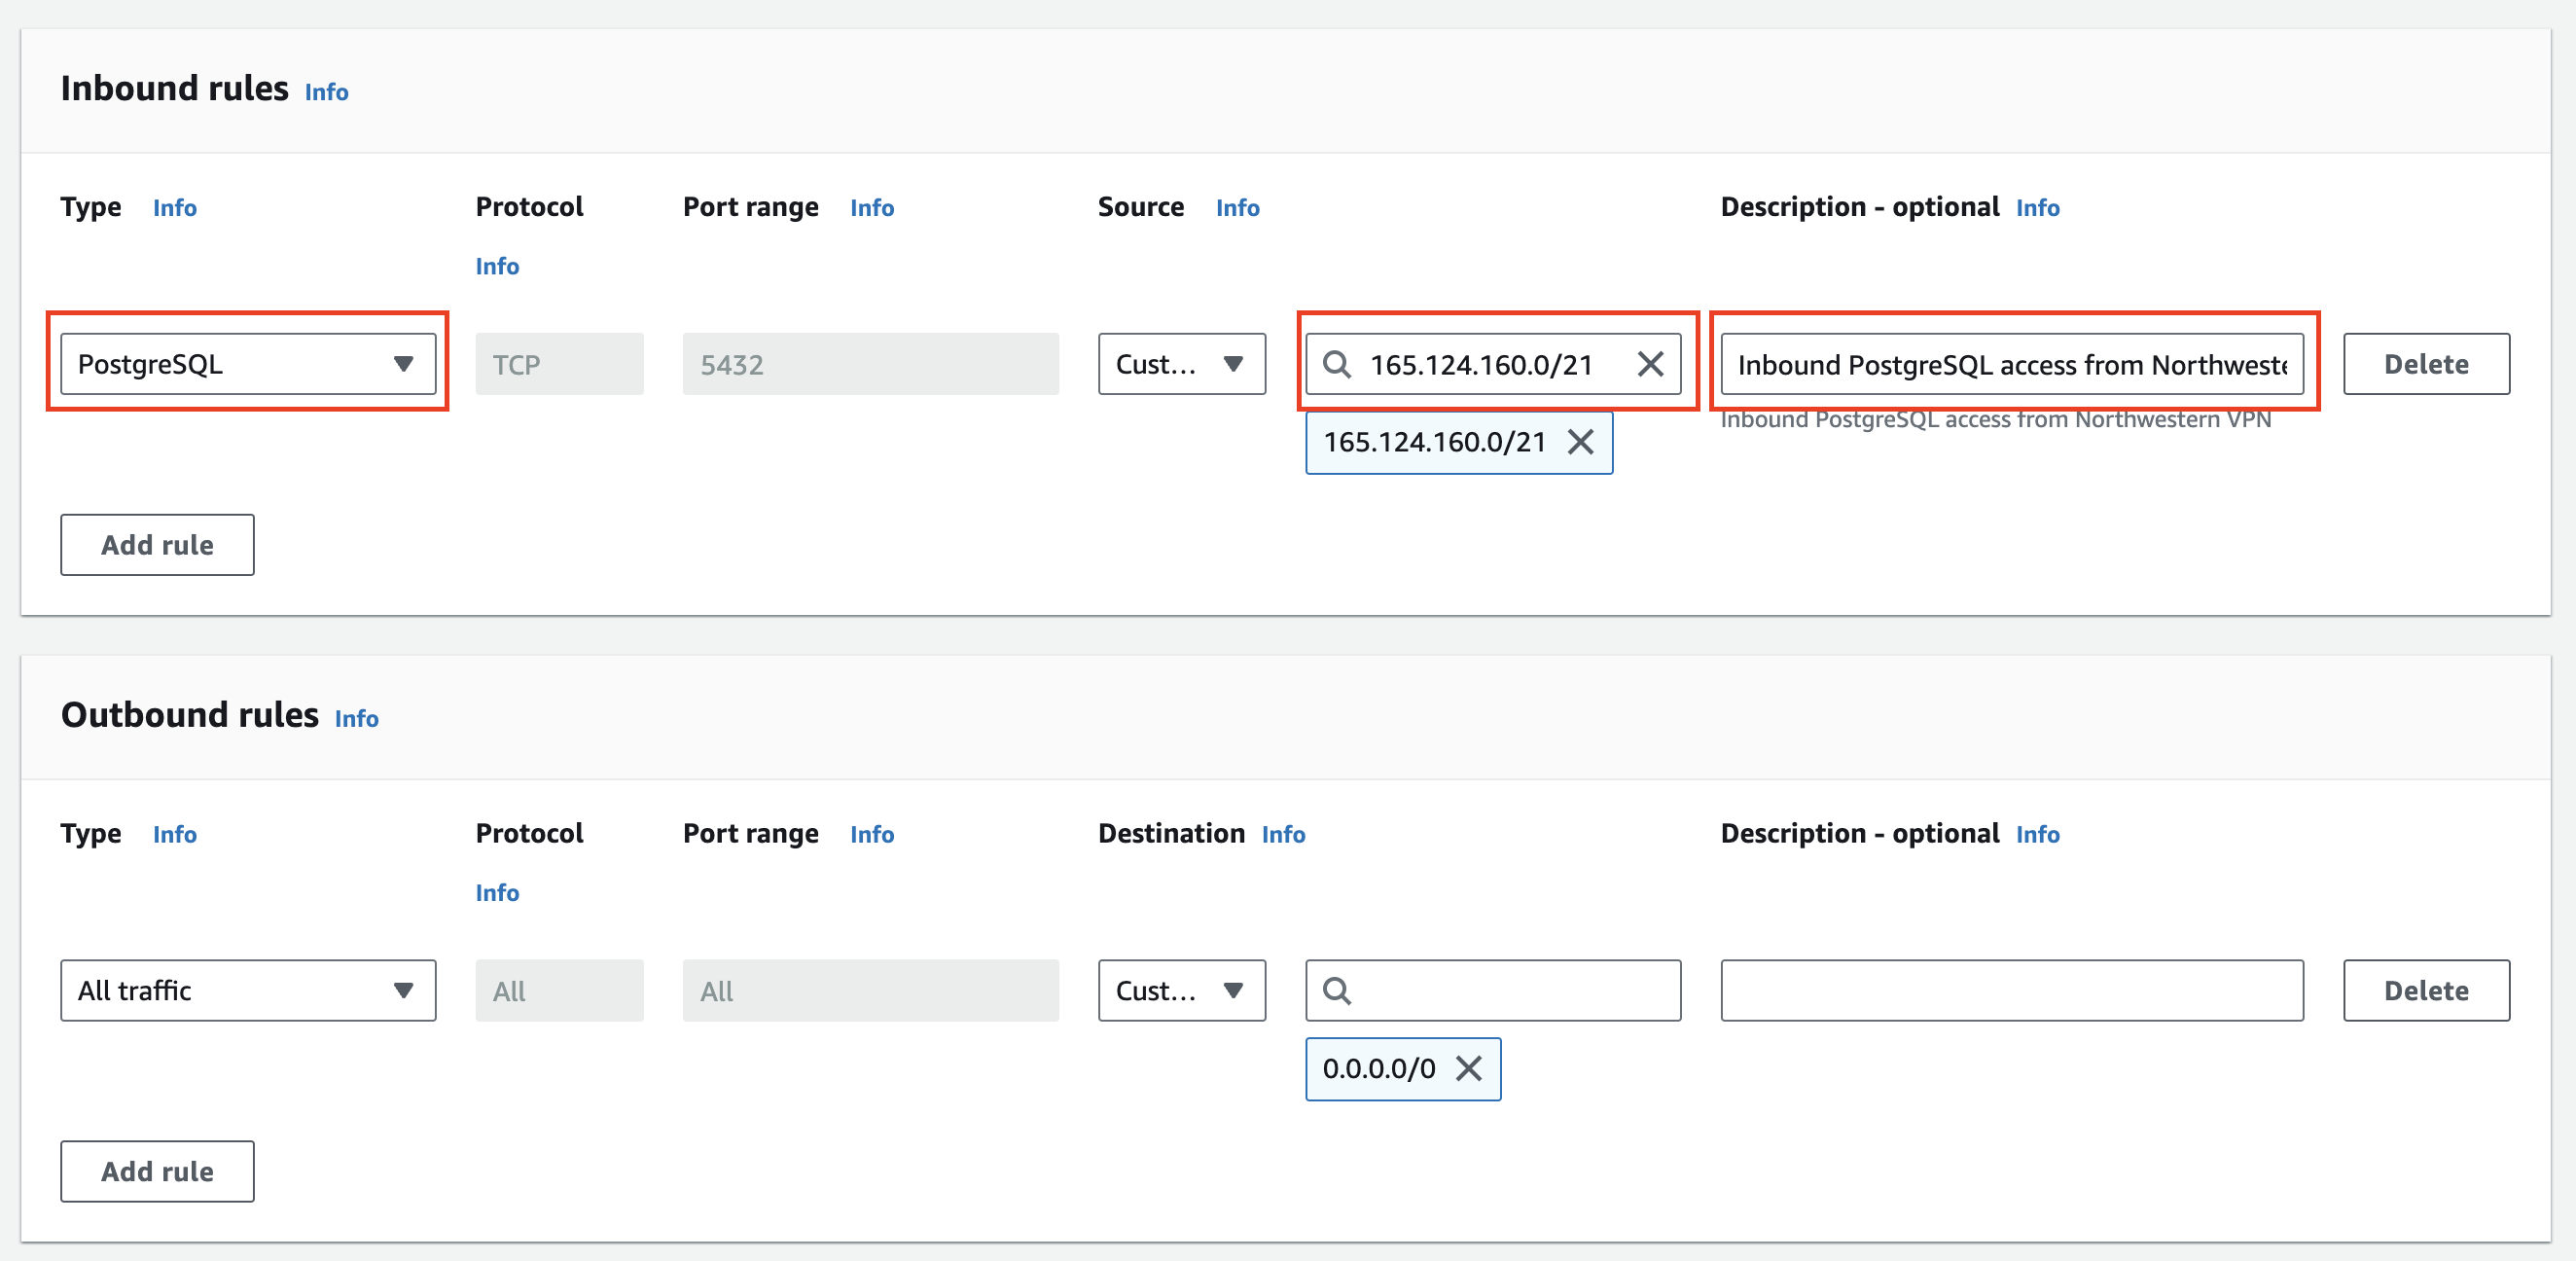 Inbound rules Info
Type Info Protocol Port range Info Source Info Description - optional Info
Info
PostgreSQL TCP 5432 Cust... 165.124.160.0/21 Inbound PostgreSQL access from Northweste Delete
165.124.160.0/21 Inbound PostgreSQL access from Northwestern VPN
Add rule
Outbound rules Info
Type Info Protocol Port range Info Destination Info Description - optional Info
Info
All traffic All All Cust... Delete
0.0.0.0/0
Add rule